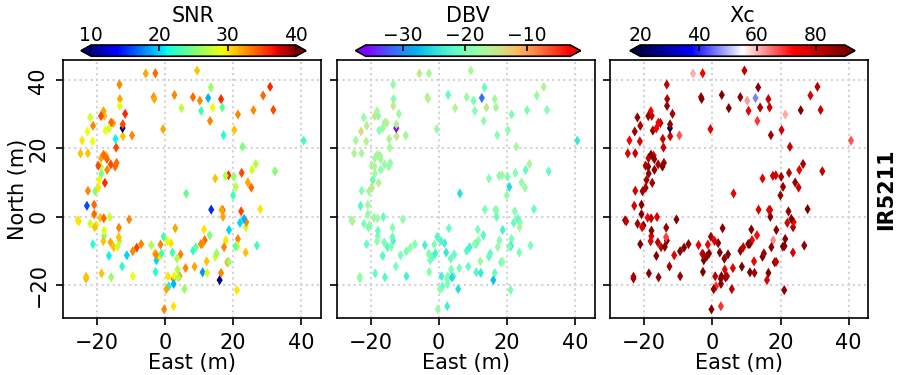 SNR DBV Xc
10 20 30 40 −30 −20 −10 20 40 60 80
40
20
0
−20
North (m)
IR5211
−20 0 20 40 −20 0 20 40 −20 0 20 40
East (m) East (m) East (m)